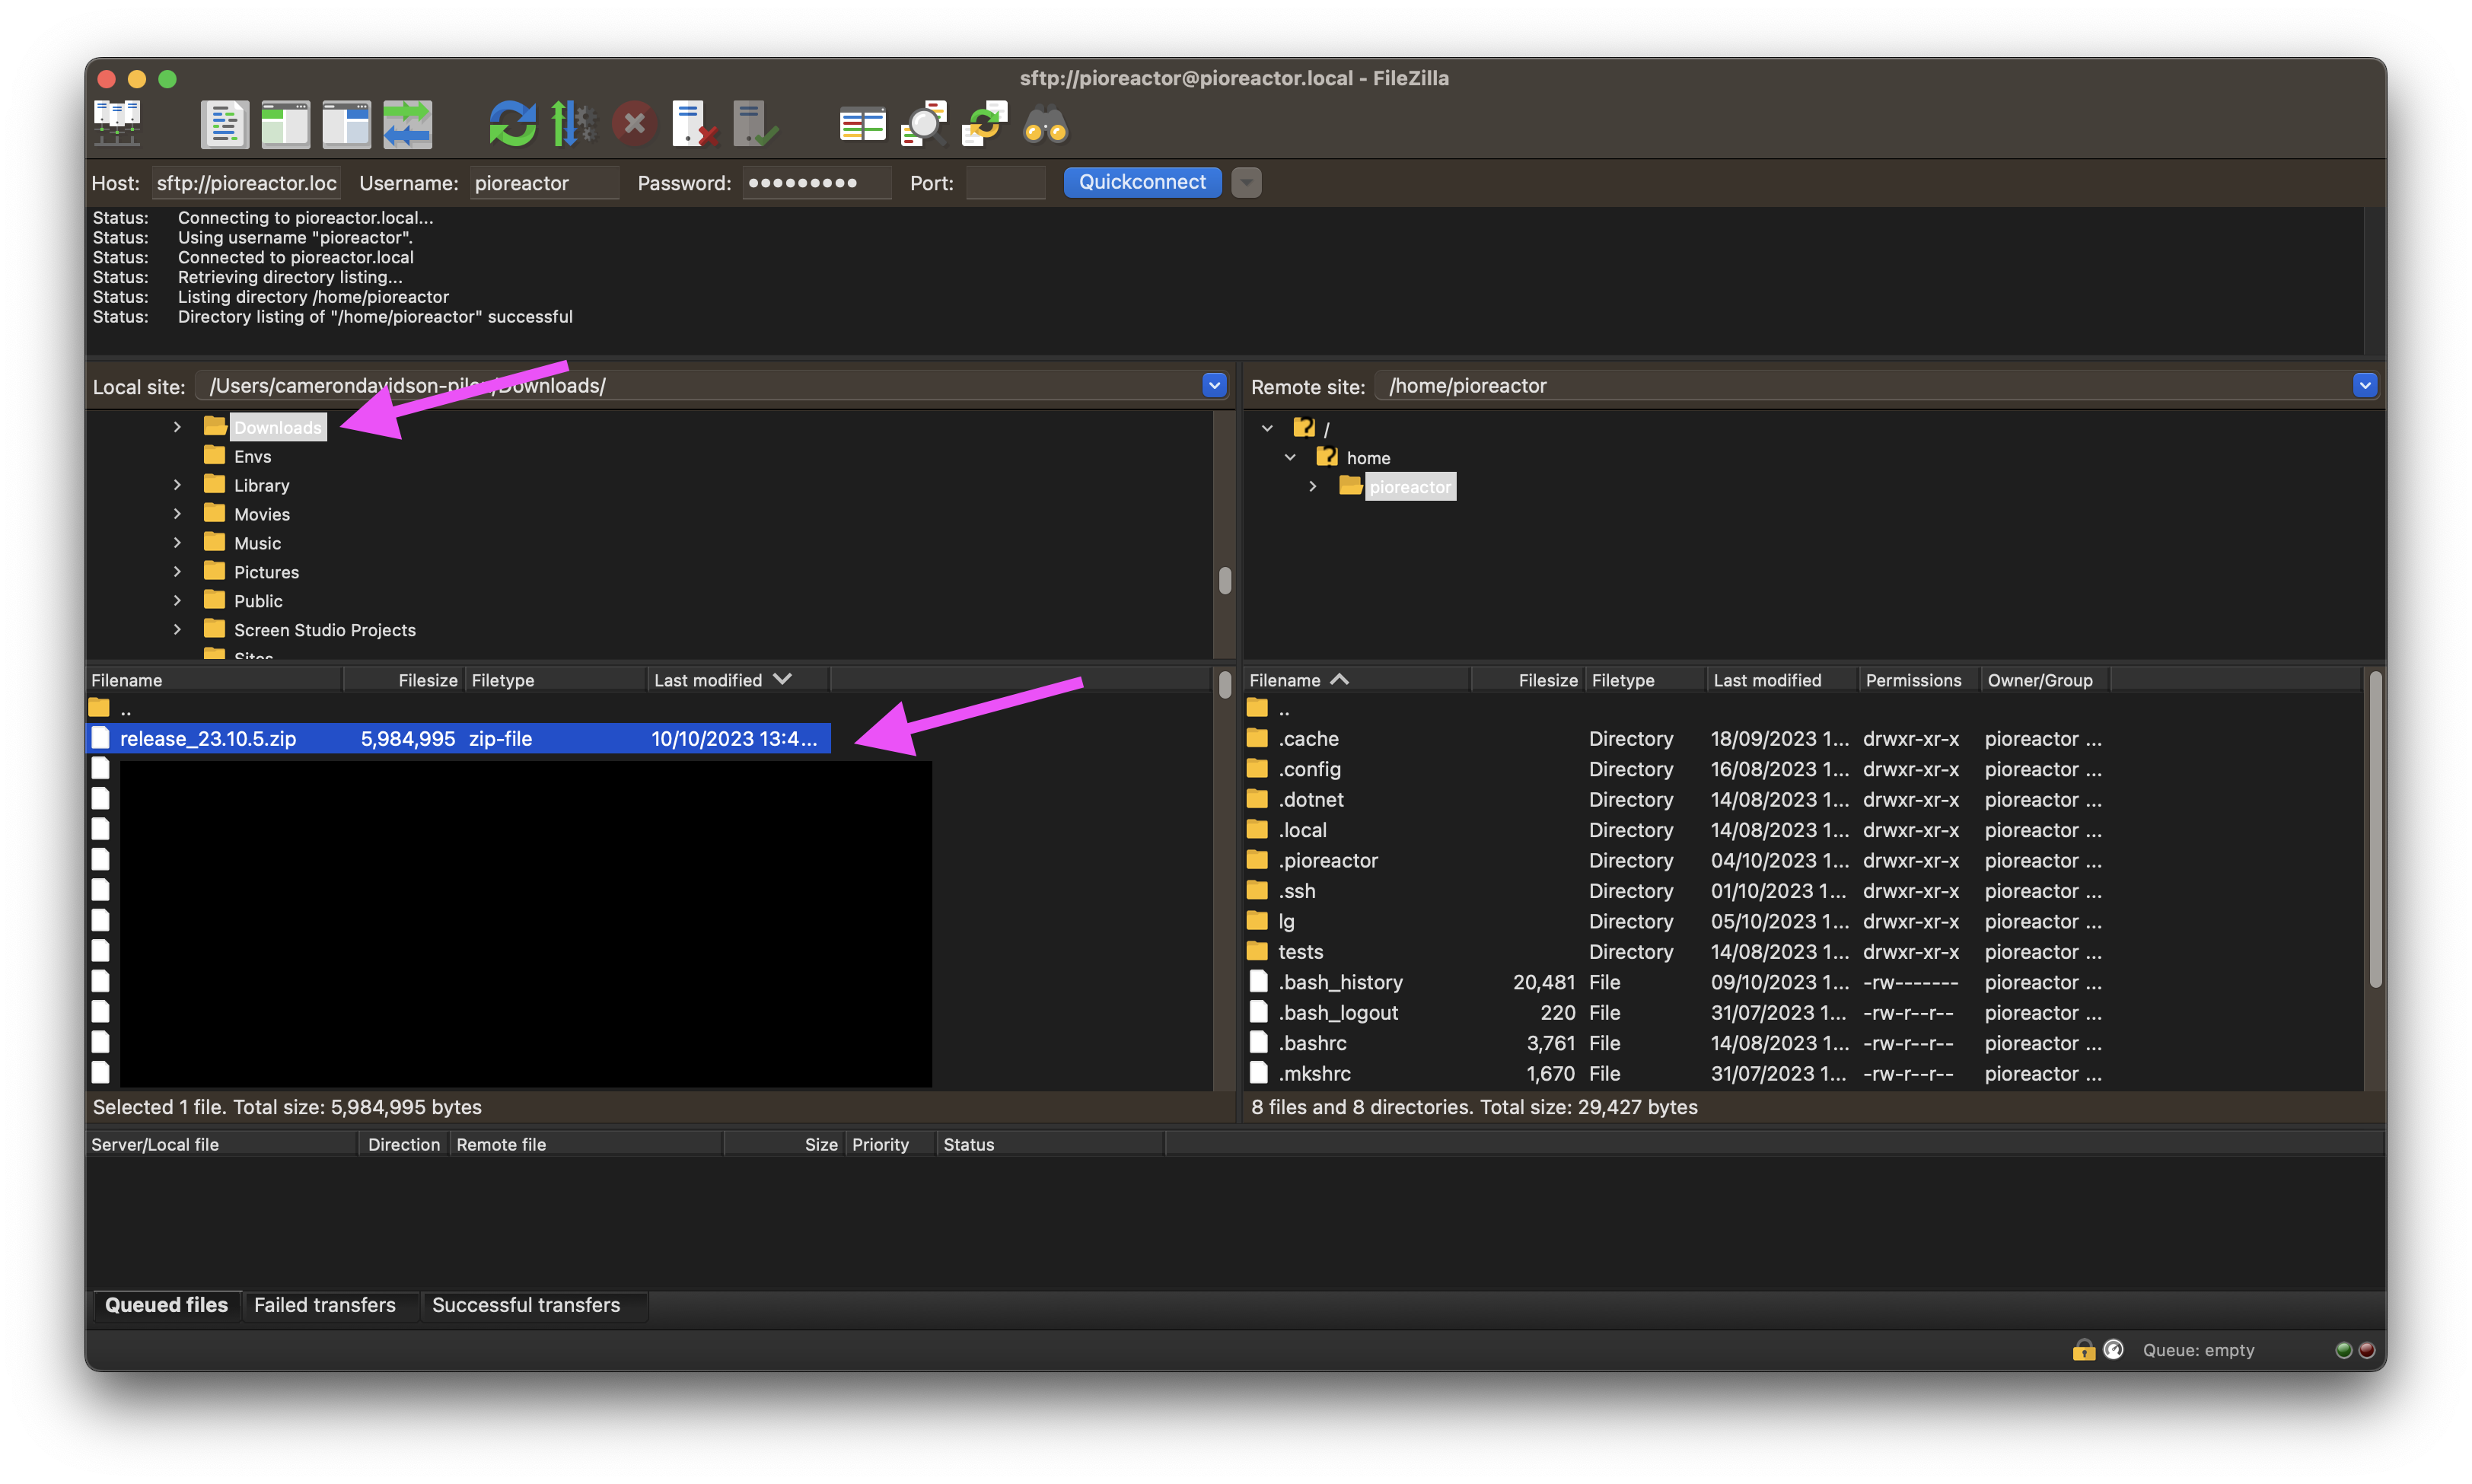 sftp://pioreactor@pioreactor.local - FileZilla
Host: sftp://pioreactor.loc Username: pioreactor Password: ●●●●●●●●● Port: Quickconnect
Status: Connecting to pioreactor.local...
Status: Using username "pioreactor".
Status: Connected to pioreactor.local
Status: Retrieving directory listing...
Status: Listing directory /home/pioreactor
Status: Directory listing of "/home/pioreactor" successful
Local site: /Users/camerondavidson-pilon/Downloads/
Downloads
Envs
Library
Movies
Music
Pictures
Public
Screen Studio Projects
Sites
Remote site: /home/pioreactor
/
home
pioreactor
Filename Filesize Filetype Last modified
..
release_23.10.5.zip 5,984,995 zip-file 10/10/2023 13:4...
Selected 1 file. Total size: 5,984,995 bytes
Filename Filesize Filetype Last modified Permissions Owner/Group
..
.cache Directory 18/09/2023 1... drwxr-xr-x pioreactor ...
.config Directory 16/08/2023 1... drwxr-xr-x pioreactor ...
.dotnet Directory 14/08/2023 1... drwxr-xr-x pioreactor ...
.local Directory 14/08/2023 1... drwxr-xr-x pioreactor ...
.pioreactor Directory 04/10/2023 1... drwxr-xr-x pioreactor ...
.ssh Directory 01/10/2023 1... drwxr-xr-x pioreactor ...
lg Directory 05/10/2023 1... drwxr-xr-x pioreactor ...
tests Directory 14/08/2023 1... drwxr-xr-x pioreactor ...
.bash_history 20,481 File 09/10/2023 1... -rw------- pioreactor ...
.bash_logout 220 File 31/07/2023 1... -rw-r--r-- pioreactor ...
.bashrc 3,761 File 14/08/2023 1... -rw-r--r-- pioreactor ...
.mkshrc 1,670 File 31/07/2023 1... -rw-r--r-- pioreactor ...
8 files and 8 directories. Total size: 29,427 bytes
Server/Local file Direction Remote file Size Priority Status
Queued files Failed transfers Successful transfers
Queue: empty